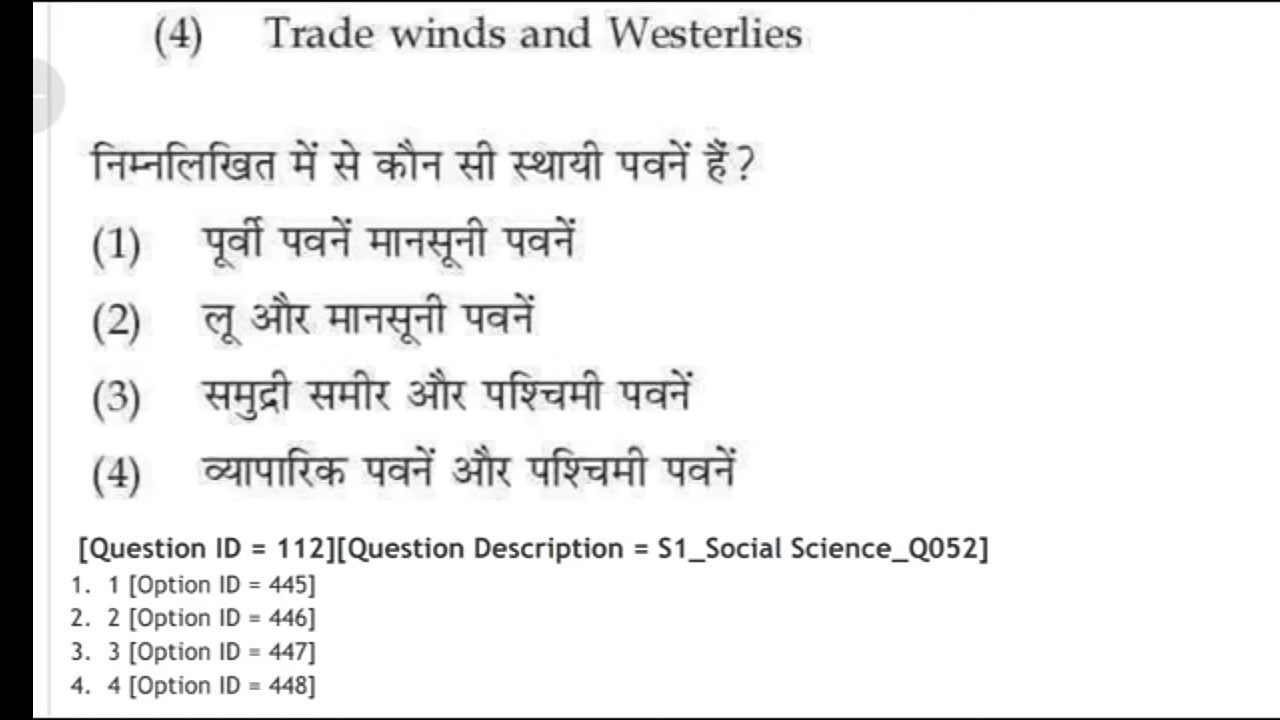 (4) Trade winds and Westerlies
निम्नलिखित में से कौन सी स्थायी पवनें हैं?
(1) पूर्वी पवनें मानसूनी पवनें
(2) लू और मानसूनी पवनें
(3) समुद्री समीर और पश्चिमी पवनें
(4) व्यापारिक पवनें और पश्चिमी पवनें
[Question ID = 112][Question Description = S1_Social Science_Q052]
1. 1 [Option ID = 445]
2. 2 [Option ID = 446]
3. 3 [Option ID = 447]
4. 4 [Option ID = 448]